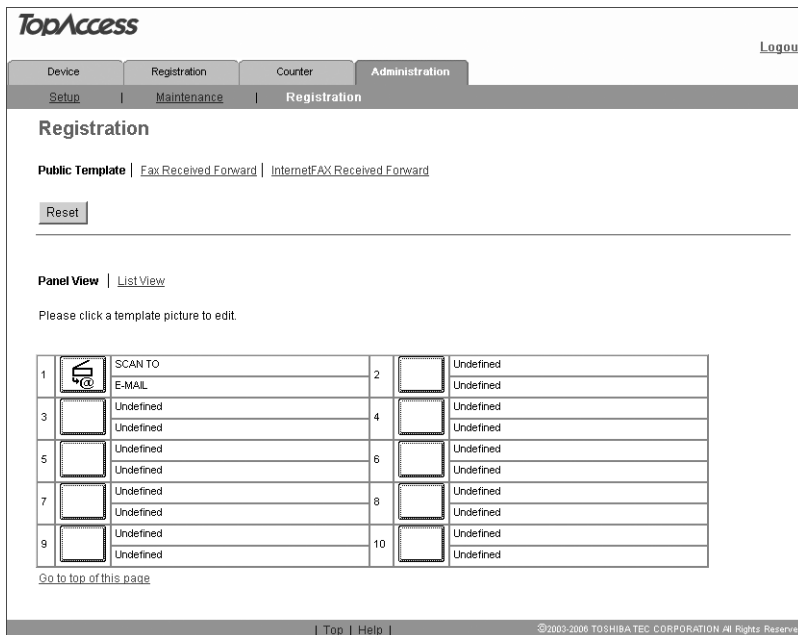 TopAccess
Logou
Device Registration Counter Administration
Setup | Maintenance | Registration
Registration
Public Template | Fax Received Forward | InternetFAX Received Forward
Reset
Panel View | List View
Please click a template picture to edit.
1 SCAN TO 2 Undefined
@ E-MAIL Undefined
3 Undefined 4 Undefined
Undefined Undefined
5 Undefined 6 Undefined
Undefined Undefined
7 Undefined 8 Undefined
Undefined Undefined
9 Undefined 10 Undefined
Undefined Undefined
Go to top of this page
| Top | Help | ©2003-2006 TOSHIBA TEC CORPORATION All Rights Reserve